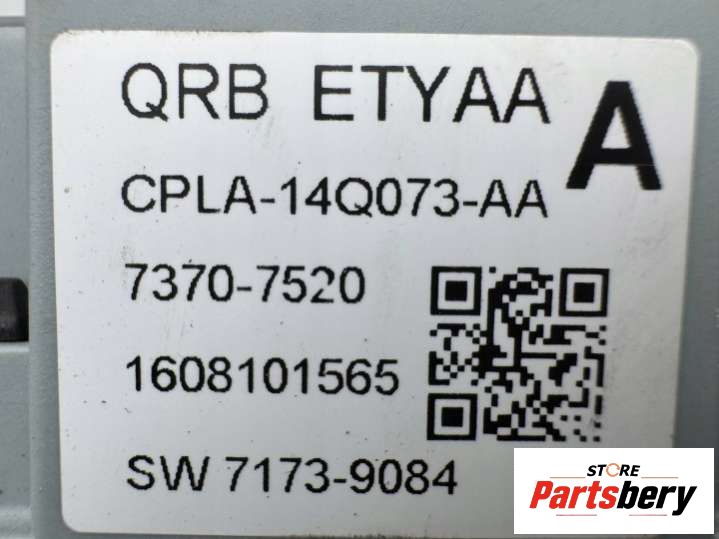 QRB ETYAA
A
CPLA-14Q073-AA
7370-7520
1608101565
SW 7173-9084
STORE
Partsbery